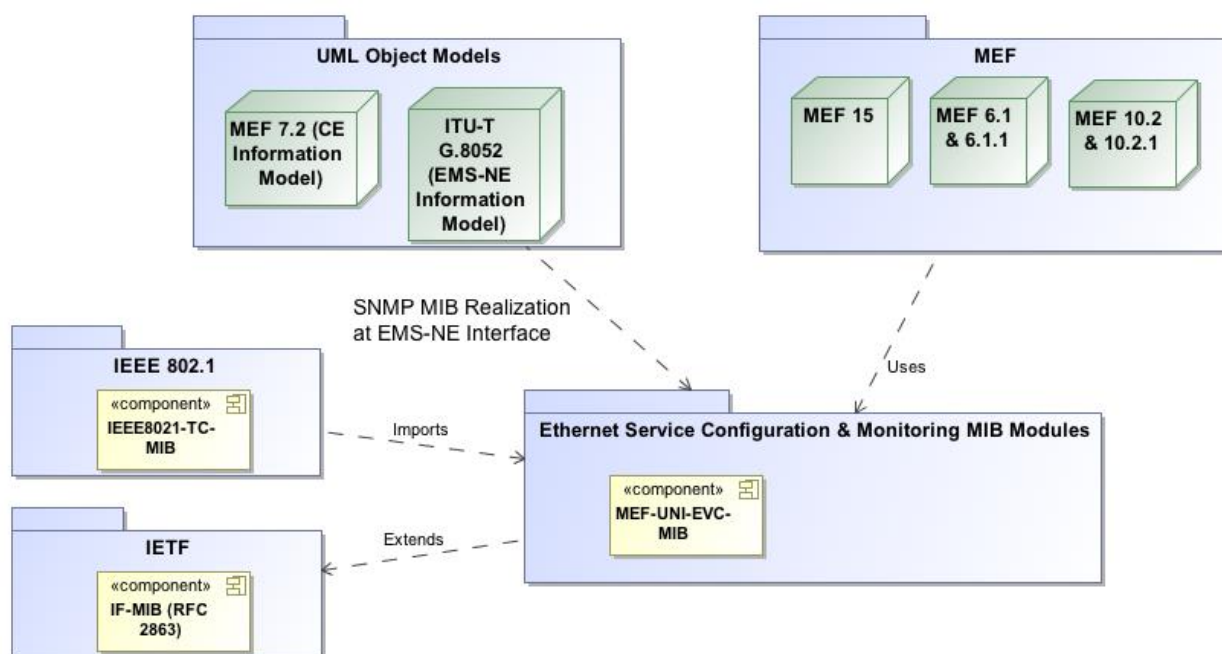 UML Object Models
MEF 7.2 (CE
Information
Model)
ITU-T
G.8052
(EMS-NE
Information
Model)
MEF
MEF 15
MEF 6.1
& 6.1.1
MEF 10.2
& 10.2.1
SNMP MIB Realization
at EMS-NE Interface
Uses
IEEE 802.1
«component»
IEEE8021-TC-
MIB
Imports
Ethernet Service Configuration & Monitoring MIB Modules
«component»
MEF-UNI-EVC-
MIB
Extends
IETF
«component»
IF-MIB (RFC
2863)